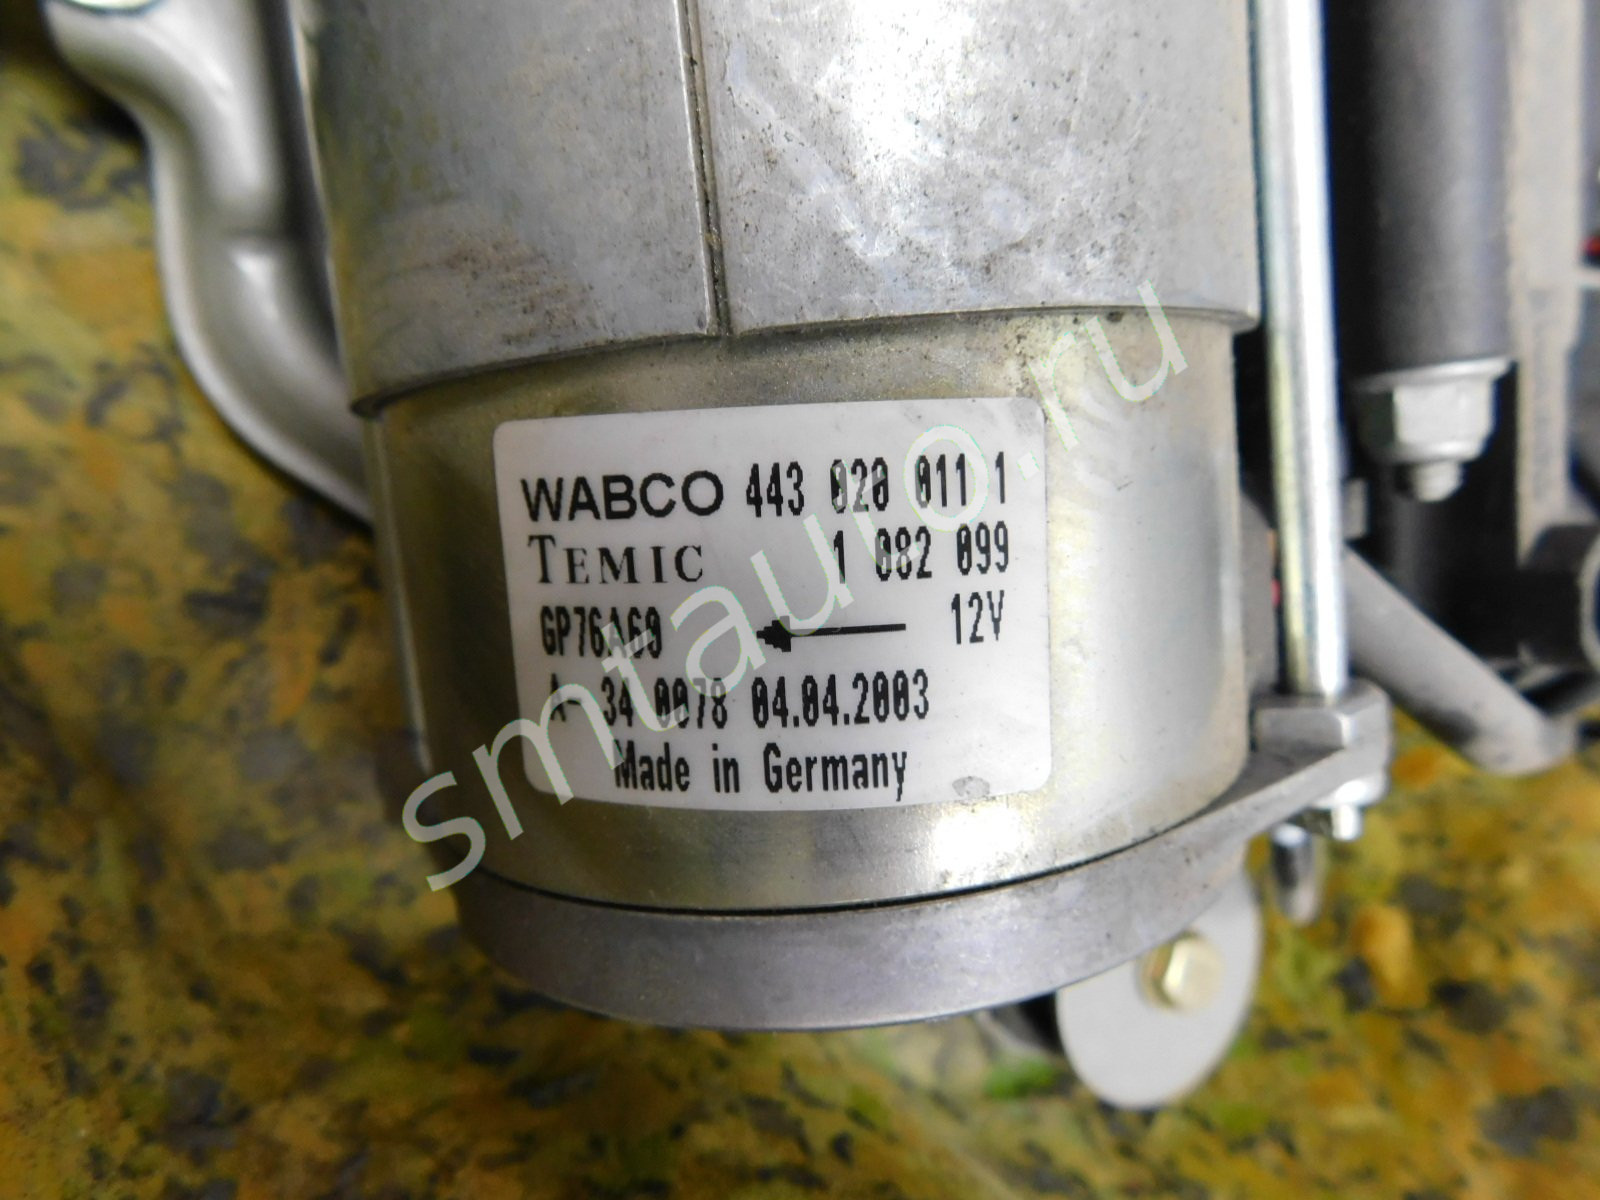 WABCO 443 020 011 1
TEMIC 1 082 099
GP76A60 12V
A- 34 0078 04.04.2003
Made in Germany
smtauto.ru